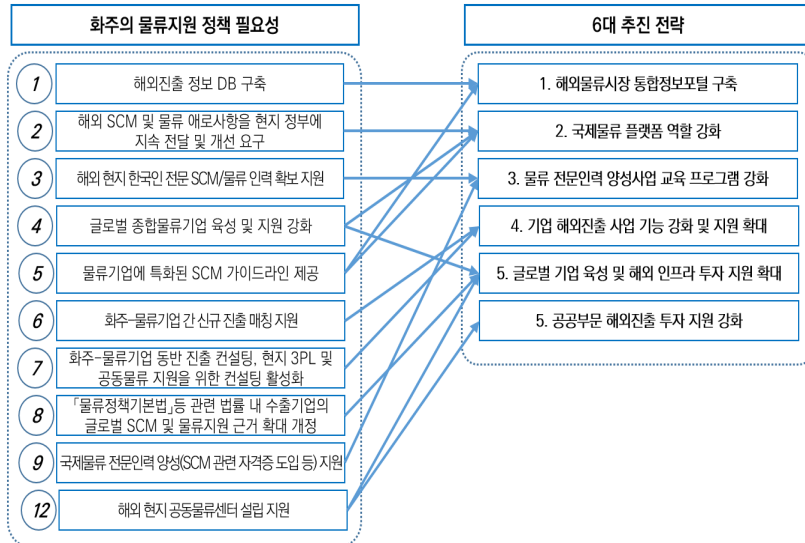 화주의 물류지원 정책 필요성
6대 추진 전략
1
해외진출 정보 DB 구축
2
해외 SCM 및 물류 애로사항을 현지 정부에
지속 전달 및 개선 요구
3
해외 현지 한국인 전문 SCM/물류 인력 확보 지원
4
글로벌 종합물류기업 육성 및 지원 강화
5
물류기업에 특화된 SCM 가이드라인 제공
6
화주-물류기업 간 신규 진출 매칭 지원
7
화주-물류기업 동반 진출 컨설팅, 현지 3PL 및
공동물류 지원을 위한 컨설팅 활성화
8
「물류정책기본법」등 관련 법률 내 수출기업의
글로벌 SCM 및 물류지원 근거 확대 개정
9
국제물류 전문인력 양성(SCM 관련 자격증 도입 등) 지원
12
해외 현지 공동물류센터 설립 지원
1. 해외물류시장 통합정보포털 구축
2. 국제물류 플랫폼 역할 강화
3. 물류 전문인력 양성사업 교육 프로그램 강화
4. 기업 해외진출 사업 기능 강화 및 지원 확대
5. 글로벌 기업 육성 및 해외 인프라 투자 지원 확대
5. 공공부문 해외진출 투자 지원 강화